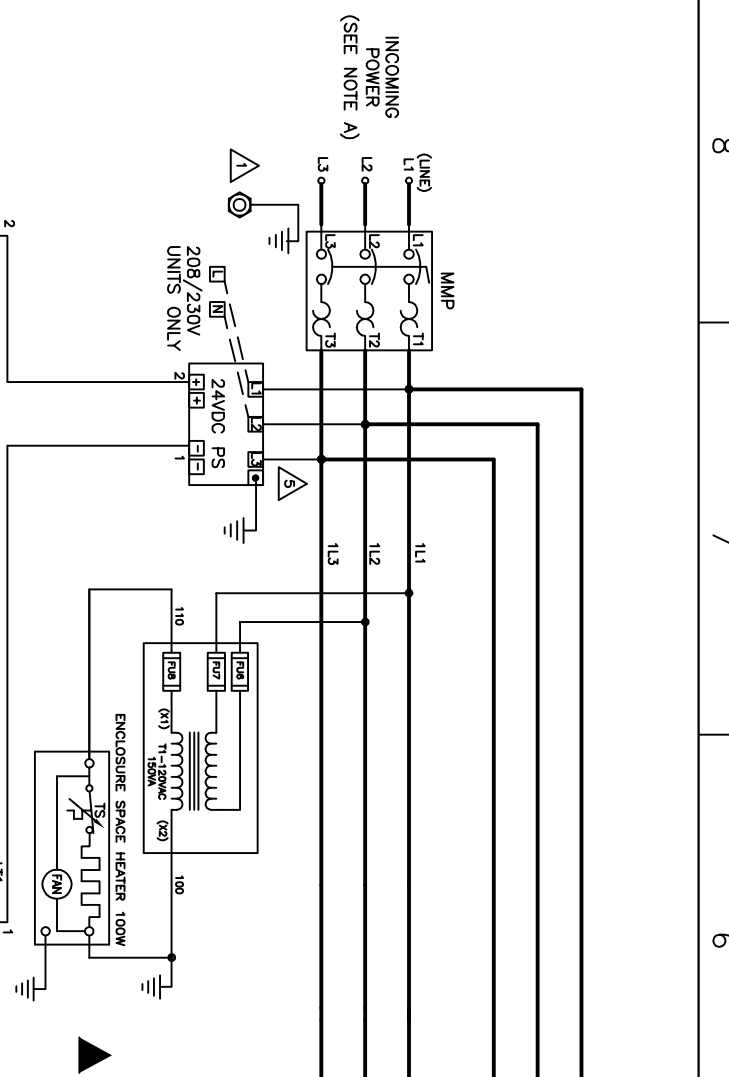 8
7
6
INCOMING
POWER
(SEE NOTE A)
(LINE)
L1
L2
L3
1
MMP
L1
L2
L3
T1
T2
T3
L
N
208/230V
UNITS ONLY
L1
L2
L3
24VDC PS
+
+
-
-
2
1
5
2
1L1
1L2
1L3
110
FU6
FU7
FU8
(X1)
T1-120VAC
150VA
(X2)
100
ENCLOSURE SPACE HEATER 100W
TS
FAN
LT1
1